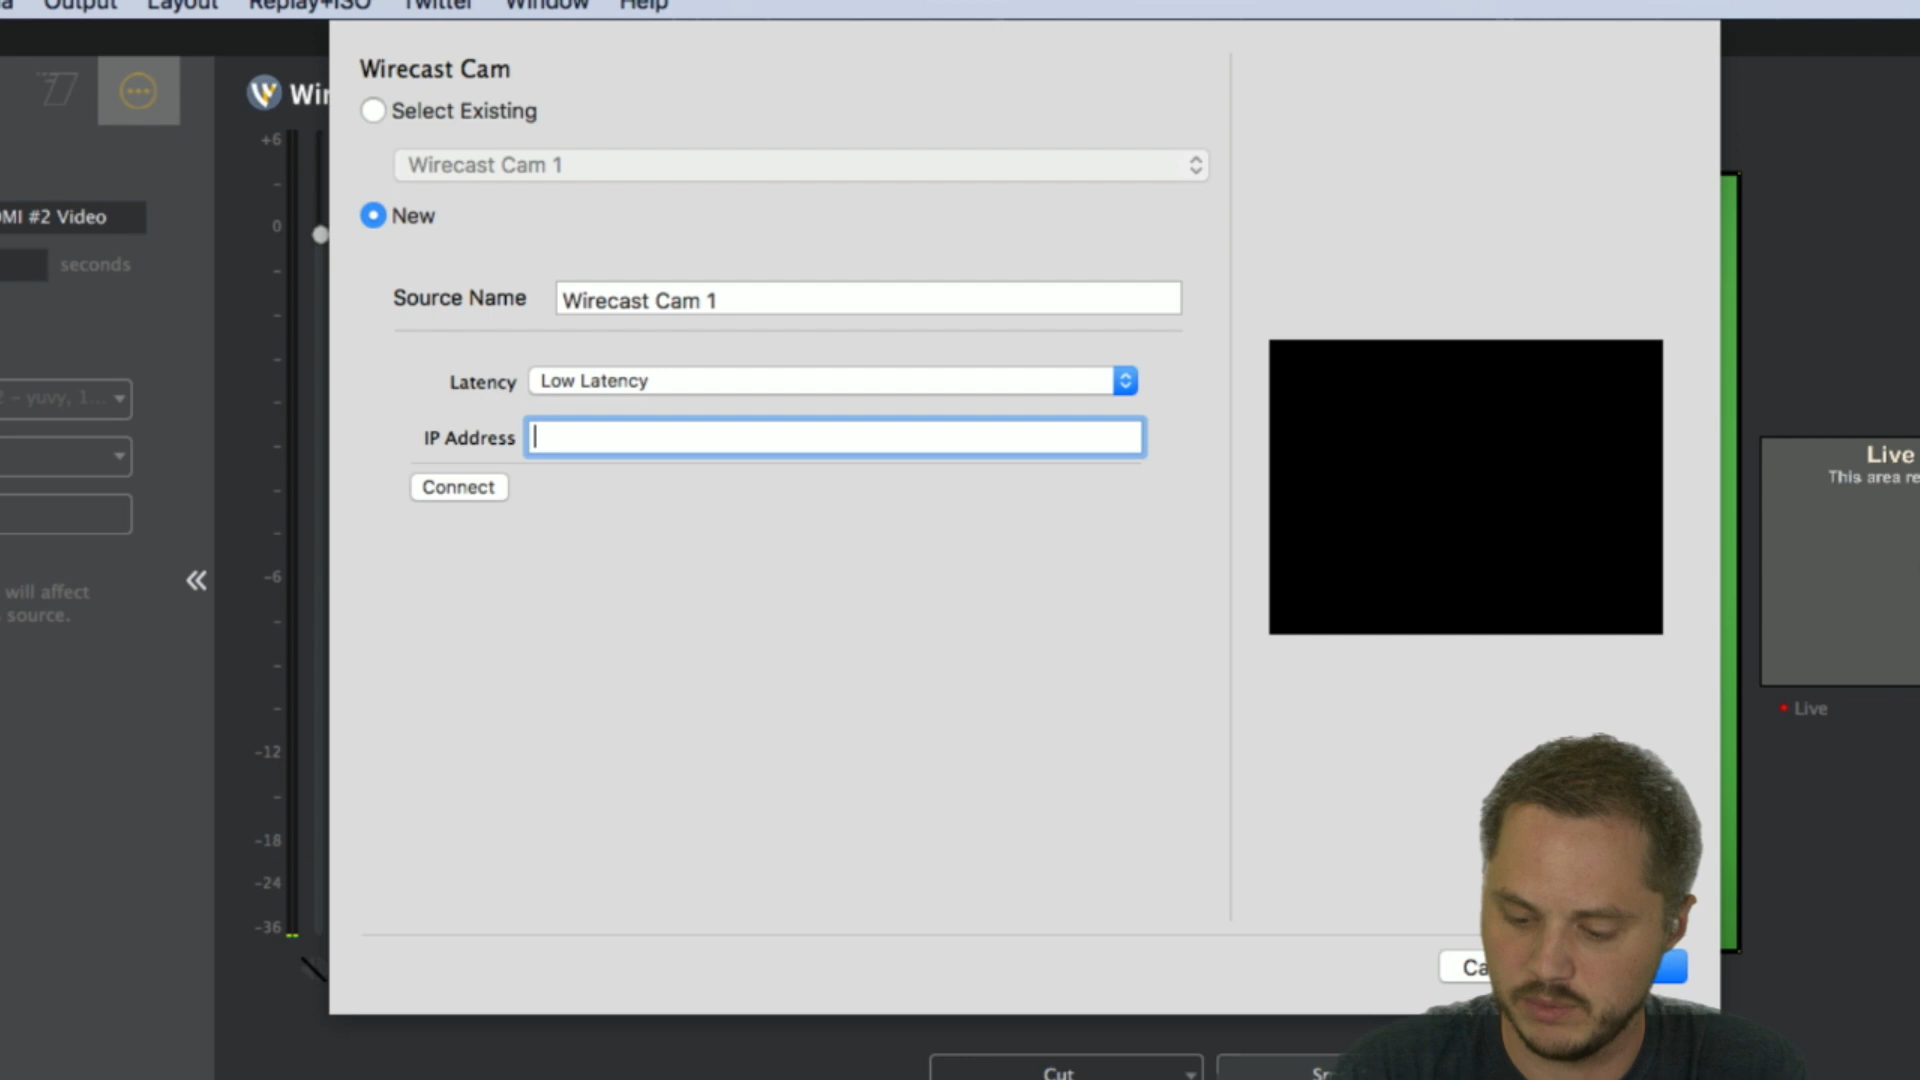 Output Layout Replay+ISO Twitter Window Help
Wirecast Cam
Select Existing
Wirecast Cam 1
New
Source Name Wirecast Cam 1
Latency Low Latency
IP Address
Connect
#2 Video
seconds
– yuvy, 1...
will affect
source.
+6
0
-6
-12
-18
-24
-36
Live
This area
• Live
Cut